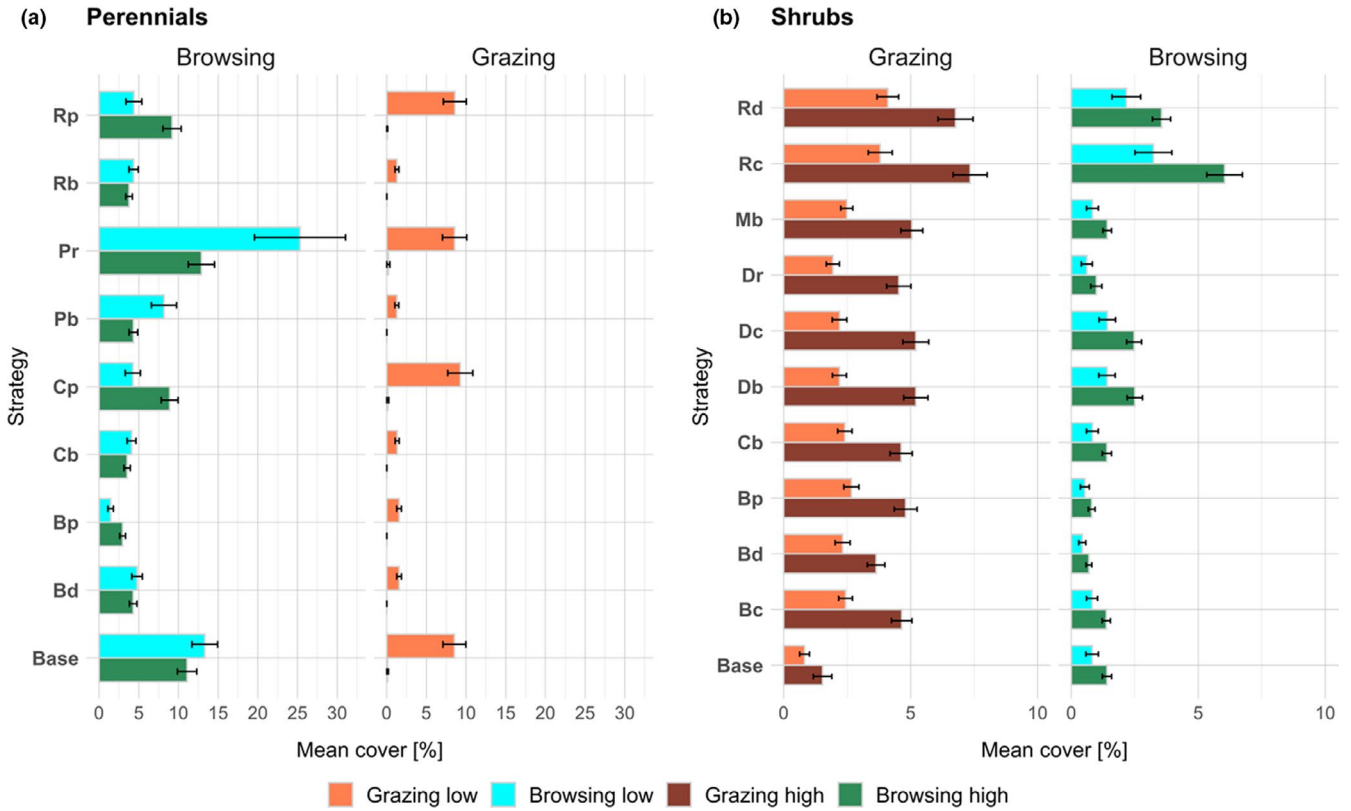 (a) Perennials
Browsing
Grazing
Strategy
Rp
Rb
Pr
Pb
Cp
Cb
Bp
Bd
Base
0 5 10 15 20 25 30
0 5 10 15 20 25 30
Mean cover [%]
(b) Shrubs
Grazing
Browsing
Strategy
Rd
Rc
Mb
Dr
Dc
Db
Cb
Bp
Bd
Bc
Base
0 5 10
0 5 10
Mean cover [%]
Grazing low Browsing low Grazing high Browsing high